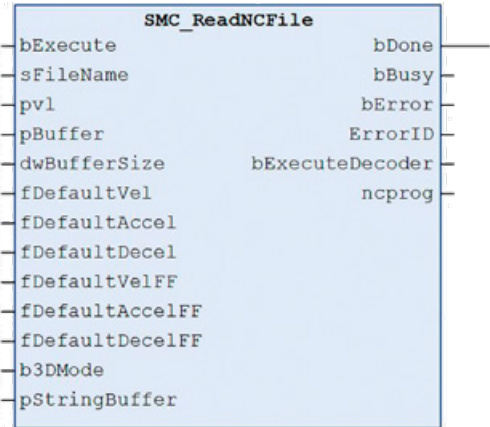 SMC_ReadNCFile
bExecute bDone
sFileName bBusy
pvl bError
pBuffer ErrorID
dwBufferSize bExecuteDecoder
fDefaultVel ncprog
fDefaultAccel
fDefaultDecel
fDefaultVelFF
fDefaultAccelFF
fDefaultDecelFF
b3DMode
pStringBuffer